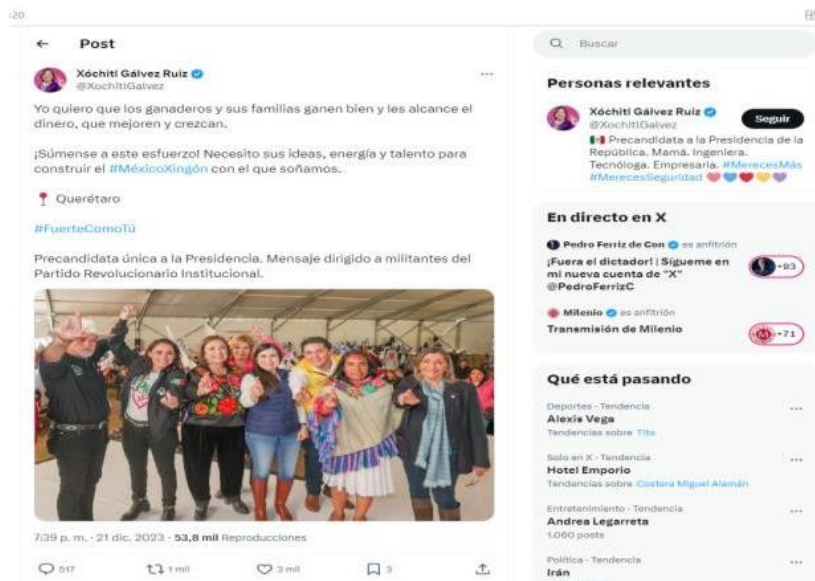 :20
← Post
Xóchitl Gálvez Ruiz
@XochitlGalvez
Yo quiero que los ganaderos y sus familias ganen bien y les alcance el
dinero, que mejoren y crezcan.
¡Súmense a este esfuerzo! Necesito sus ideas, energía y talento para
construir el #MéxicoXingón con el que soñamos.
Querétaro
#FuerteComoTú
Precandidata única a la Presidencia. Mensaje dirigido a militantes del
Partido Revolucionario Institucional.
7:39 p. m. · 21 dic. 2023 · 53,8 mil Reproducciones
517 1 mil 3 mil 3
Buscar
Personas relevantes
Xóchitl Gálvez Ruiz
@XochitlGalvez
Seguir
Precandidata a la Presidencia de la
República. Mamá. Ingeniera.
Tecnóloga. Empresaria. #MerecesMás
#MerecesSeguridad
En directo en X
Pedro Ferriz de Con es anfitrión
¡Fuera el dictador! | Sígueme en
mi nueva cuenta de "X"
@PedroFerrizC
+93
Milenio es anfitrión
Transmisión de Milenio
+71
Qué está pasando
Deportes · Tendencia
Alexis Vega
Tendencias sobre Tito
Solo en X · Tendencia
Hotel Emporio
Tendencias sobre Costera Miguel Alemán
Entretenimiento · Tendencia
Andrea Legarreta
1.060 posts
Política · Tendencia
Irán